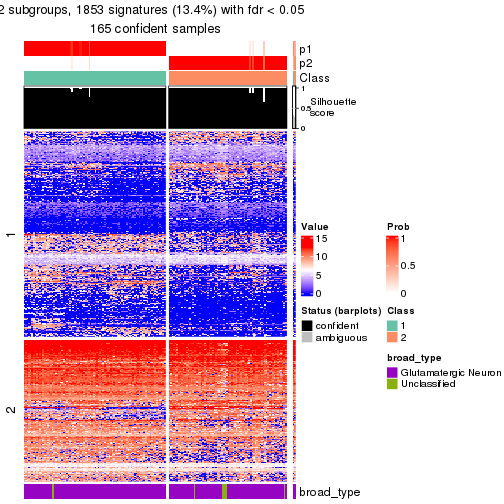 2 subgroups, 1853 signatures (13.4%) with fdr < 0.05
165 confident samples
p1
p2
Class
1
0.5
0
Silhouette
score
1
2
Value
15
10
5
0
Prob
1
0.5
0
Status (barplots)
confident
ambiguous
Class
1
2
broad_type
Glutamatergic Neuron
Unclassified
broad_type